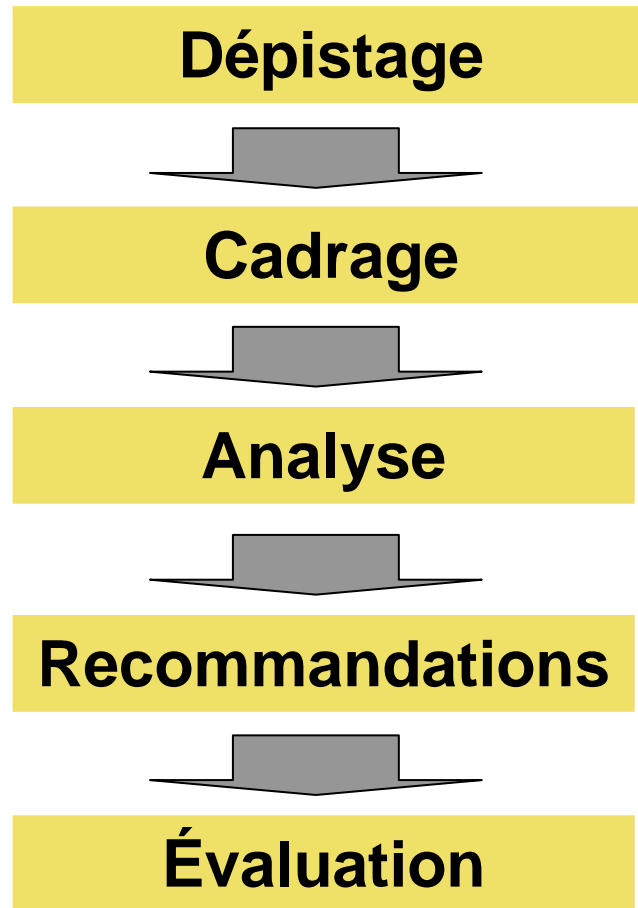 Dépistage
Cadrage
Analyse
Recommandations
Évaluation